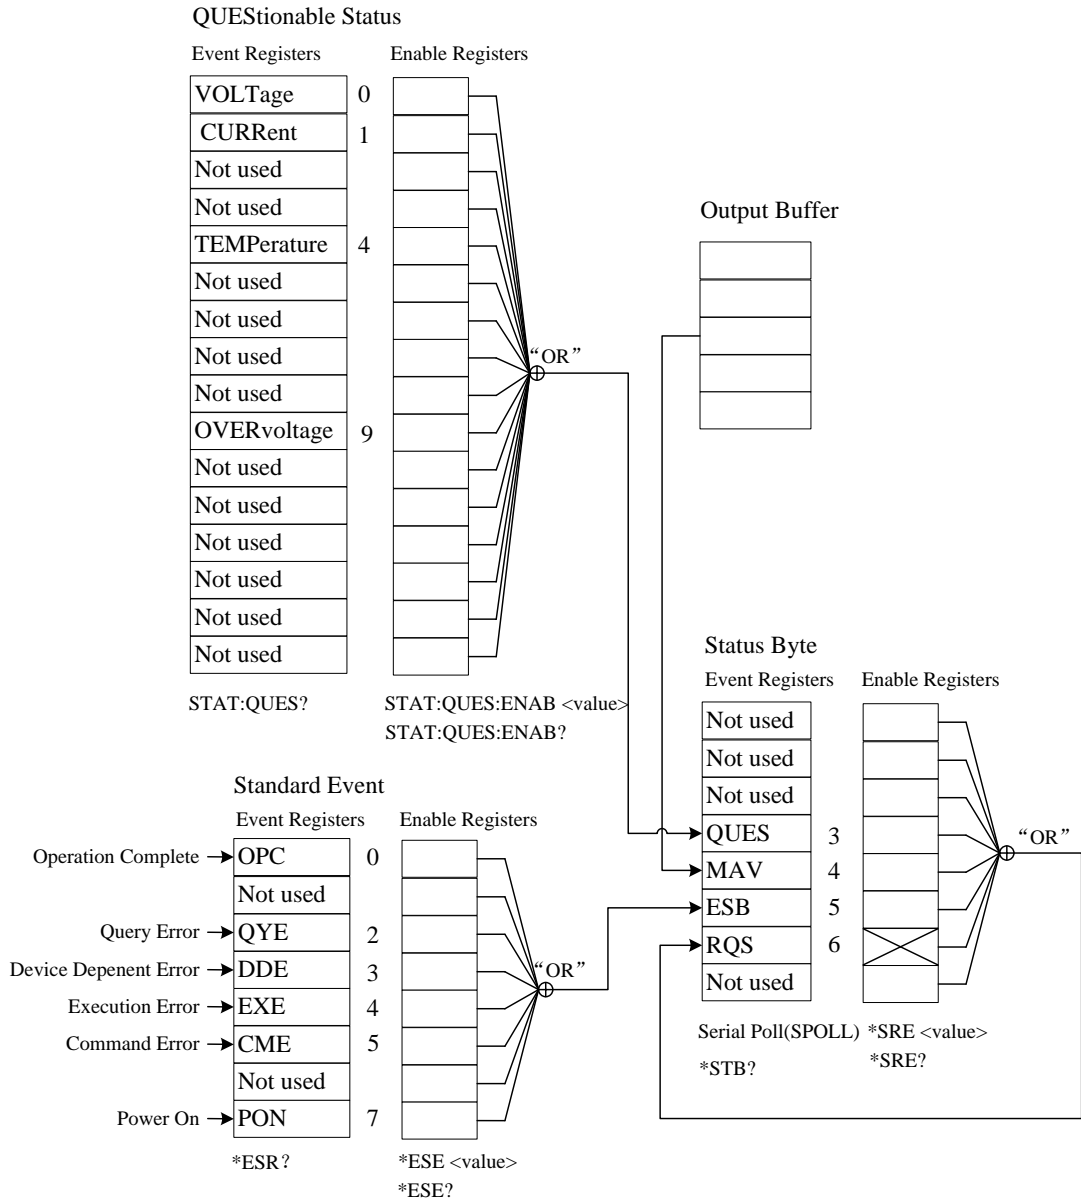 QUEStionable Status
Event Registers
Enable Registers
VOLTage 0
CURRent 1
Not used
Not used
TEMPerature 4
Not used
Not used
Not used
Not used
OVERvoltage 9
Not used
Not used
Not used
Not used
Not used
Not used
“OR”
STAT:QUES?
STAT:QUES:ENAB <value>
STAT:QUES:ENAB?
Output Buffer
Standard Event
Event Registers
Enable Registers
Operation Complete OPC 0
Not used
Query Error QYE 2
Device Depenent Error DDE 3
Execution Error EXE 4
Command Error CME 5
Not used
Power On PON 7
“OR”
*ESR?
*ESE <value>
*ESE?
Status Byte
Event Registers
Enable Registers
Not used
Not used
Not used
QUES 3
MAV 4
ESB 5
RQS 6
Not used
“OR”
Serial Poll(SPOLL)
*STB?
*SRE <value>
*SRE?